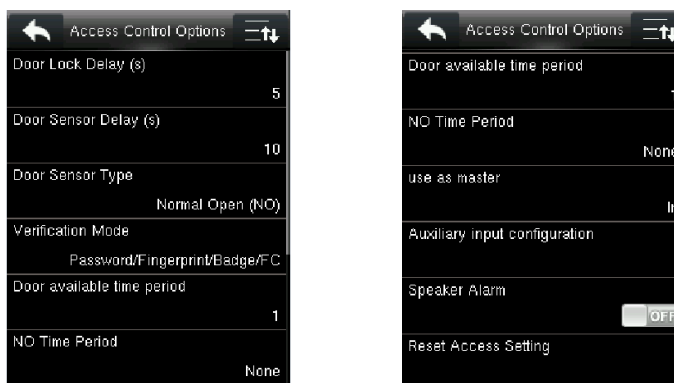 Access Control Options
Door Lock Delay (s)
5
Door Sensor Delay (s)
10
Door Sensor Type
Normal Open (NO)
Verification Mode
Password/Fingerprint/Badge/FC
Door available time period
1
NO Time Period
None
Access Control Options
Door available time period
1
NO Time Period
None
use as master
In
Auxiliary input configuration
Speaker Alarm
OFF
Reset Access Setting